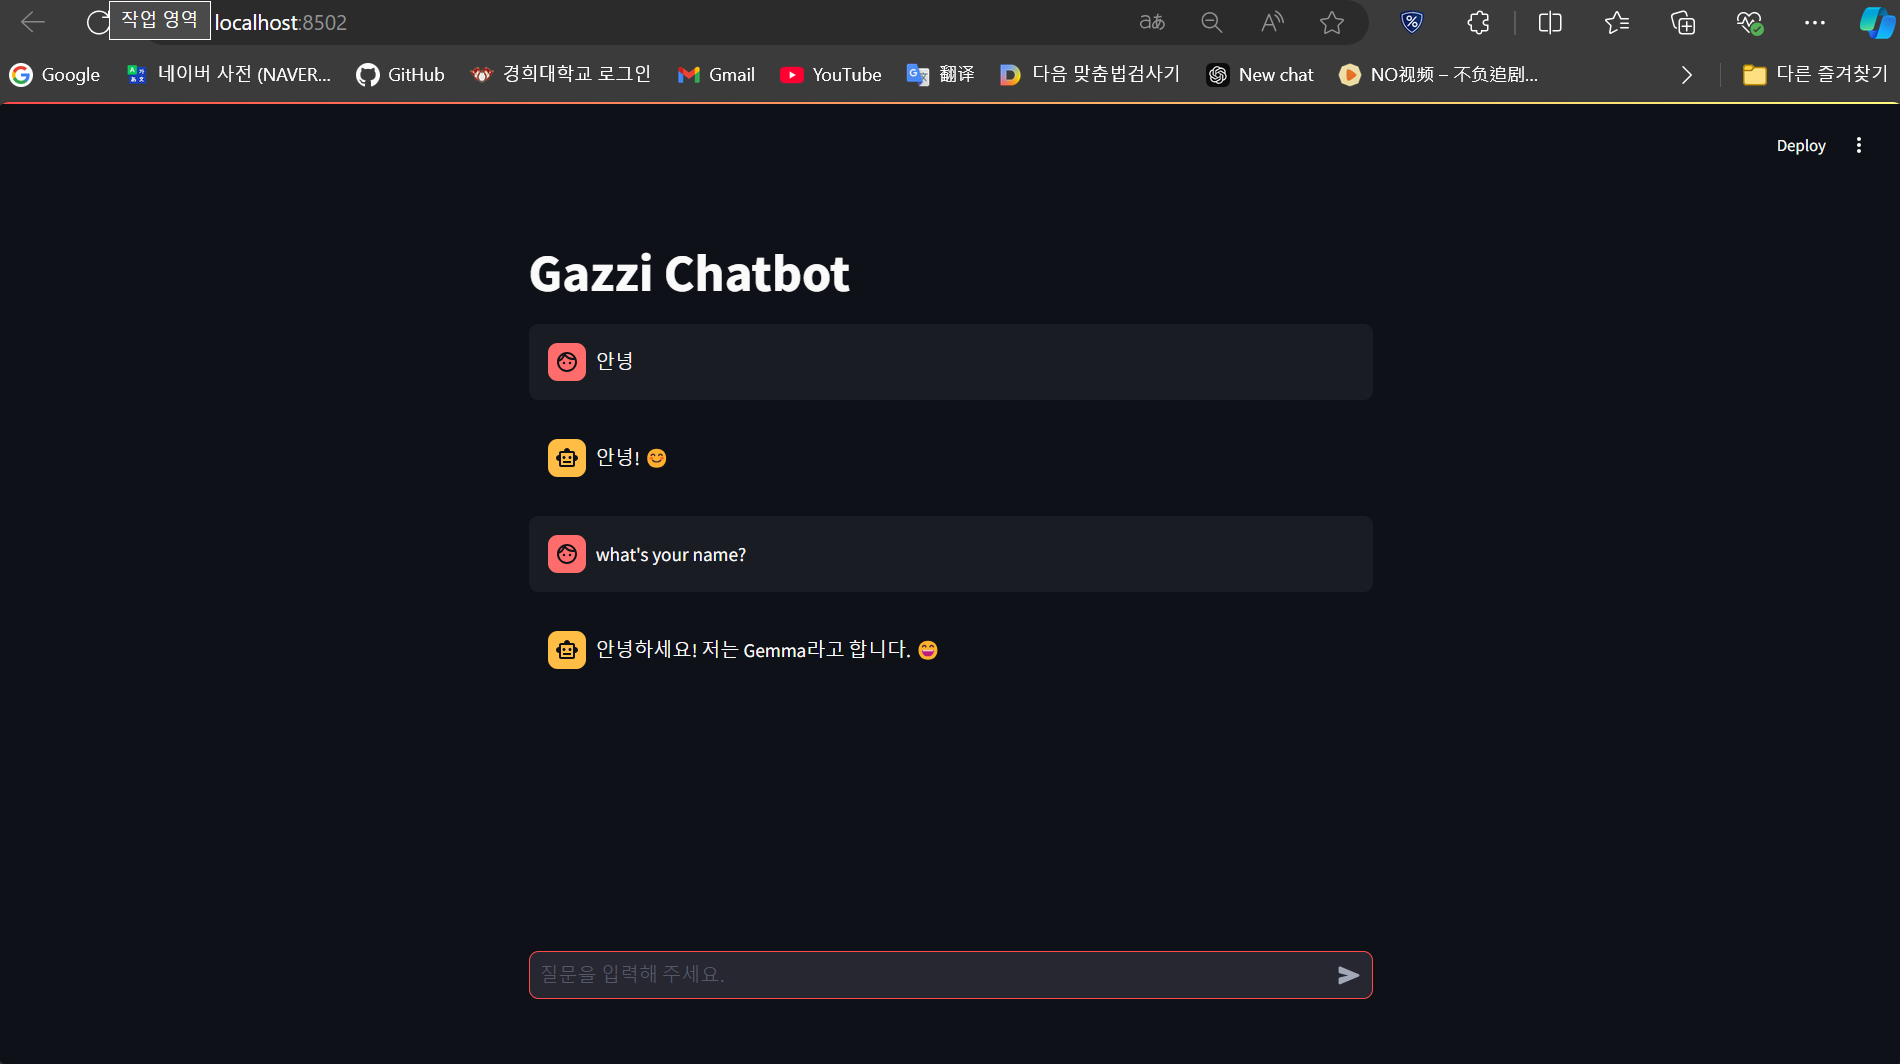 작업 영역
localhost:8502
aあ
Google
네이버 사전 (NAVER...
GitHub
경희대학교 로그인
Gmail
YouTube
翻译
다음 맞춤법검사기
New chat
NO视频 – 不负追剧...
다른 즐겨찾기
Deploy
Gazzi Chatbot
안녕
안녕! 😊
what's your name?
안녕하세요! 저는 Gemma라고 합니다. 😄
질문을 입력해 주세요.